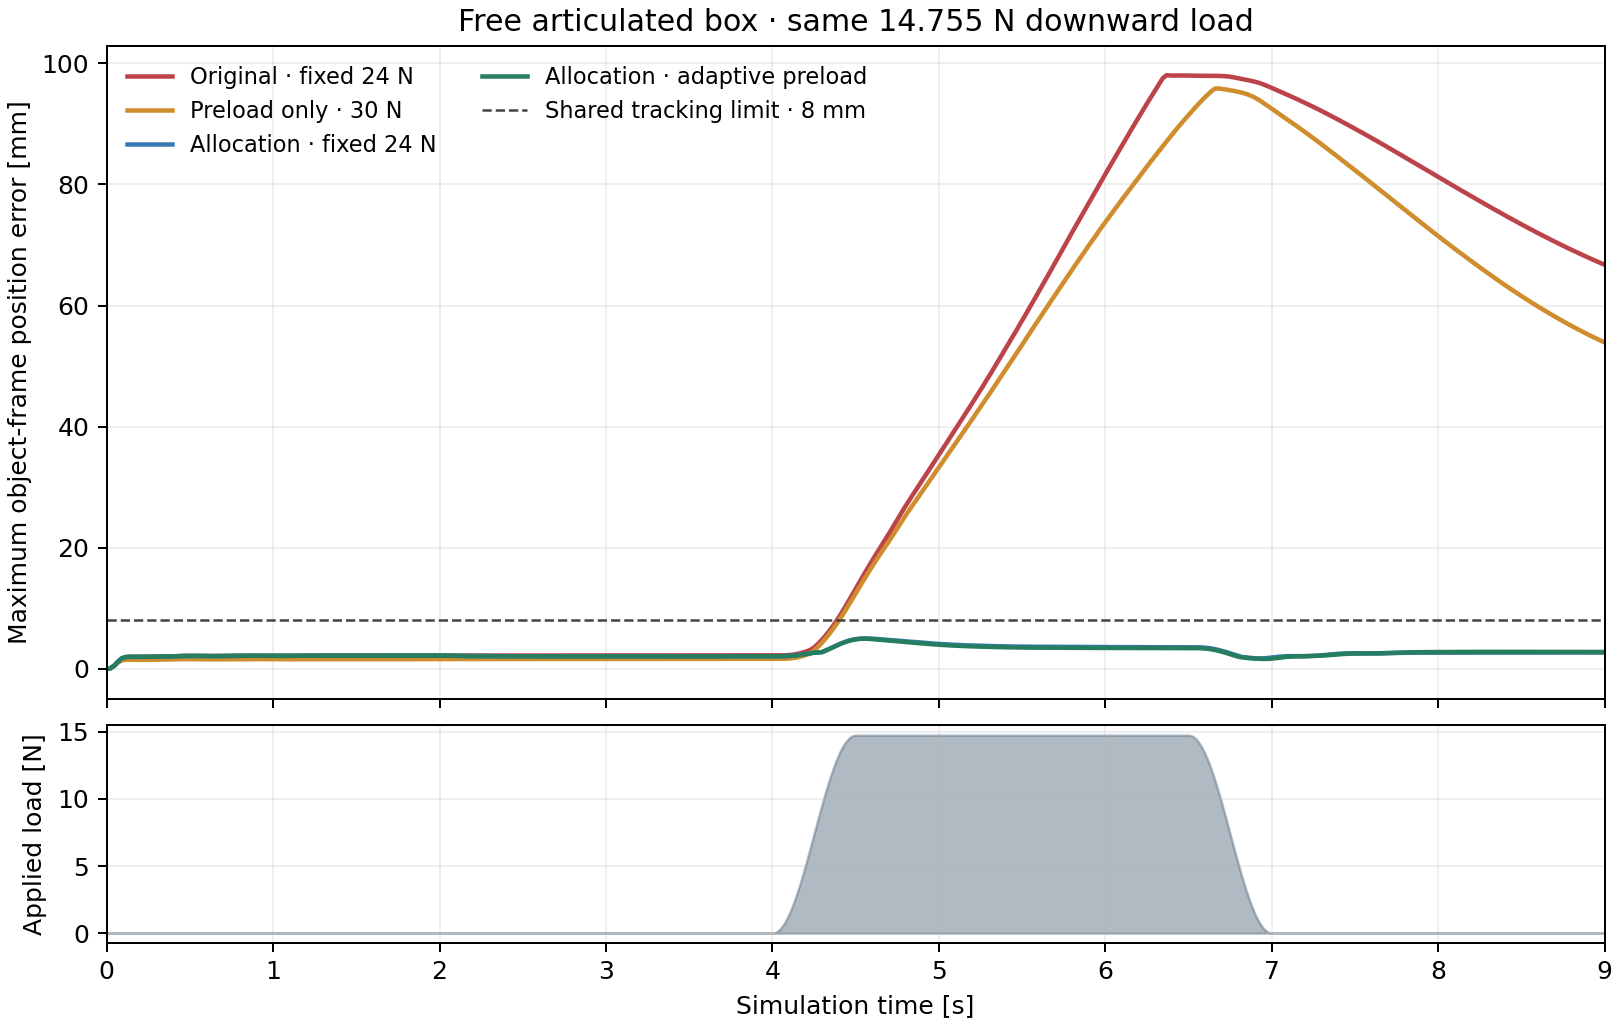 Free articulated box · same 14.755 N downward load
Maximum object-frame position error [mm]
100
80
60
40
20
0
Original · fixed 24 N
Preload only · 30 N
Allocation · fixed 24 N
Allocation · adaptive preload
Shared tracking limit · 8 mm
Applied load [N]
15
10
5
0
0 1 2 3 4 5 6 7 8 9
Simulation time [s]